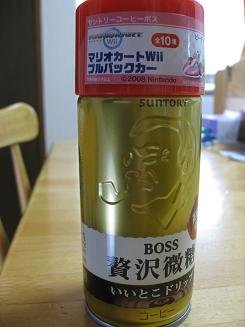 サントリーコーヒーボス
MARIOKART
Wii
全10種
マリオカートWii
プルバックカー
©2008 Nintendo
SUNTORY
BOSS
贅沢微糖
いいとこドリップ
コーヒー